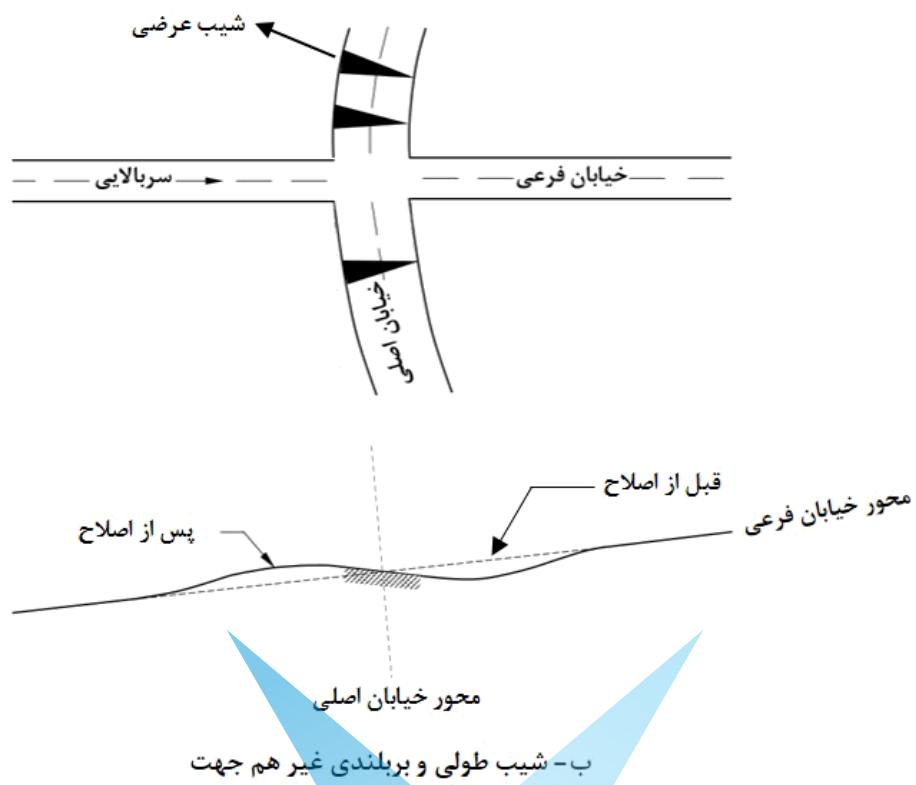 شیب عرضی
سربالایی
خیابان فرعی
خیابان اصلی
قبل از اصلاح
محور خیابان فرعی
پس از اصلاح
محور خیابان اصلی
ب- شیب طولی و بربلندی غیر هم جهت